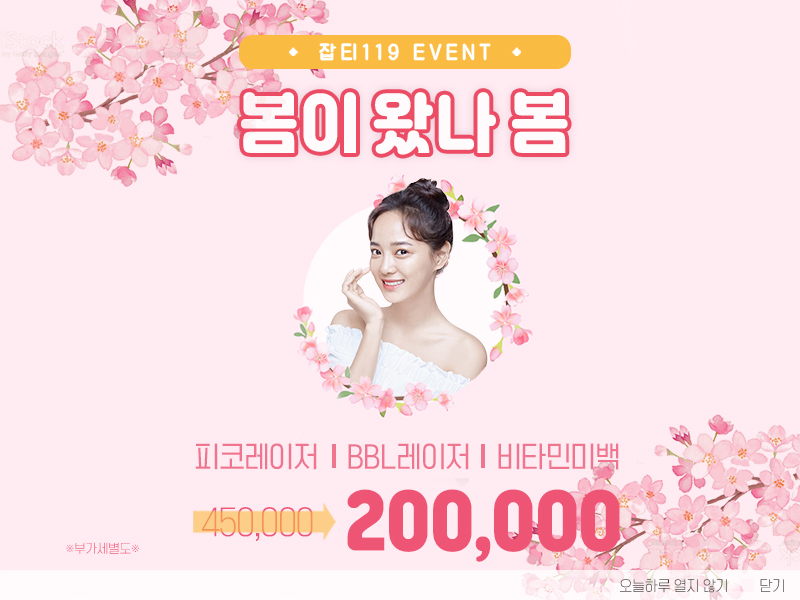 iStock
잡티119 EVENT
봄이 왔나 봄
피코레이저 I BBL레이저 I 비타민미백
450,000 200,000
※부가세별도※
오늘하루 열지 않기 닫기